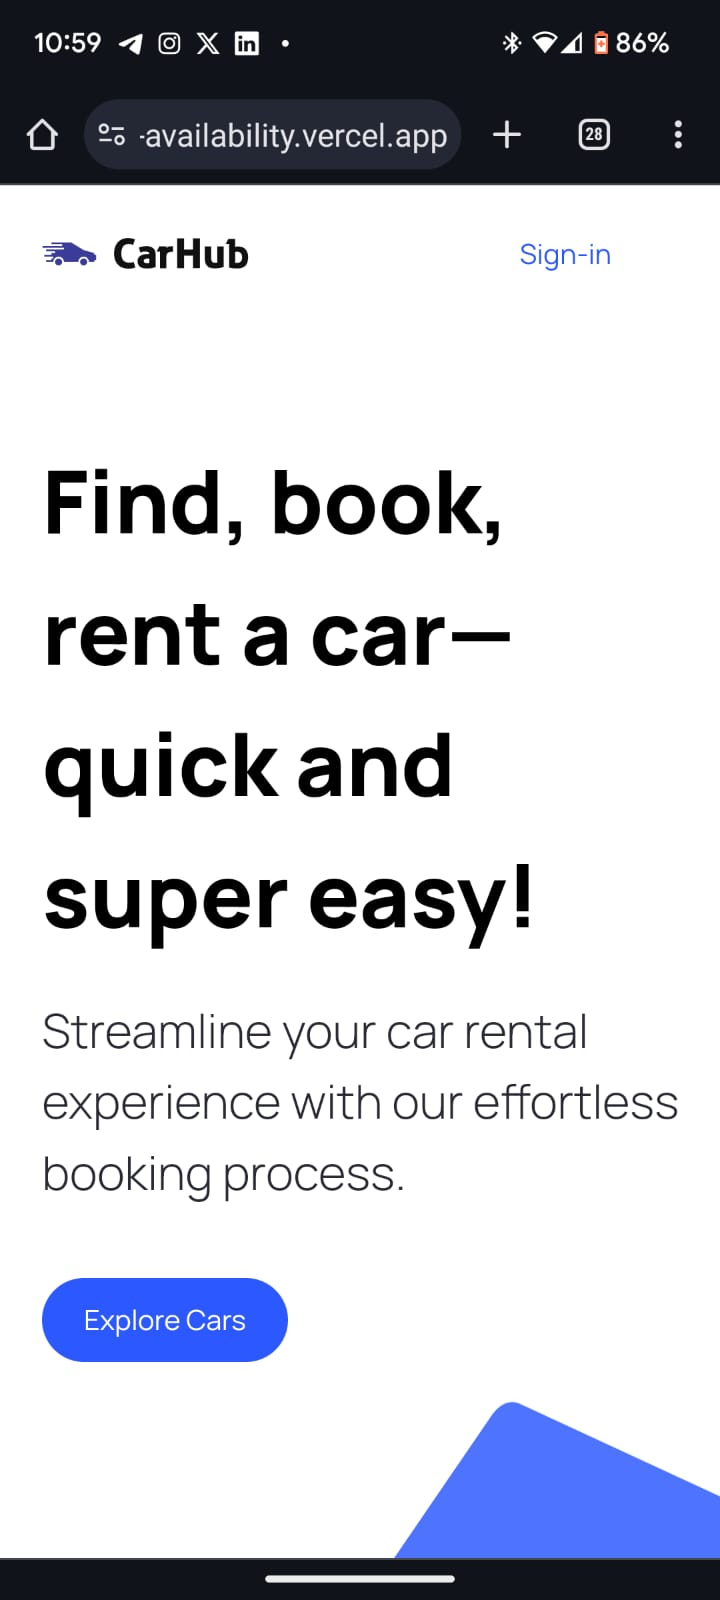 10:59
86%
-availability.vercel.app
28
CarHub
Sign-in
Find, book,
rent a car—
quick and
super easy!
Streamline your car rental
experience with our effortless
booking process.
Explore Cars